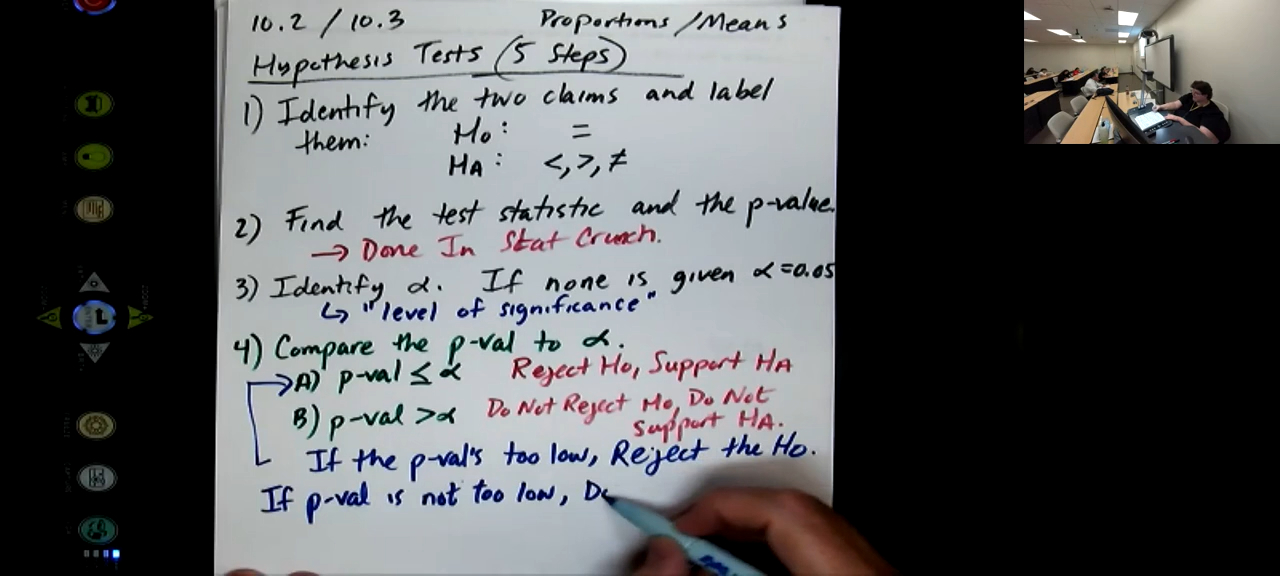 10.2 / 10.3 Proportions / Means
Hypothesis Tests (5 Steps)
1) Identify the two claims and label
them: Ho: =
HA: <, >, ≠
2) Find the test statistic and the p-value.
→ Done In Stat Crunch.
3) Identify α. If none is given α = 0.05
↳ "level of significance"
4) Compare the p-val to α.
A) p-val ≤ α Reject Ho, Support HA
B) p-val > α Do Not Reject Ho, Do Not
Support HA.
If the p-val's too low, Reject the Ho.
If p-val is not too low, Do